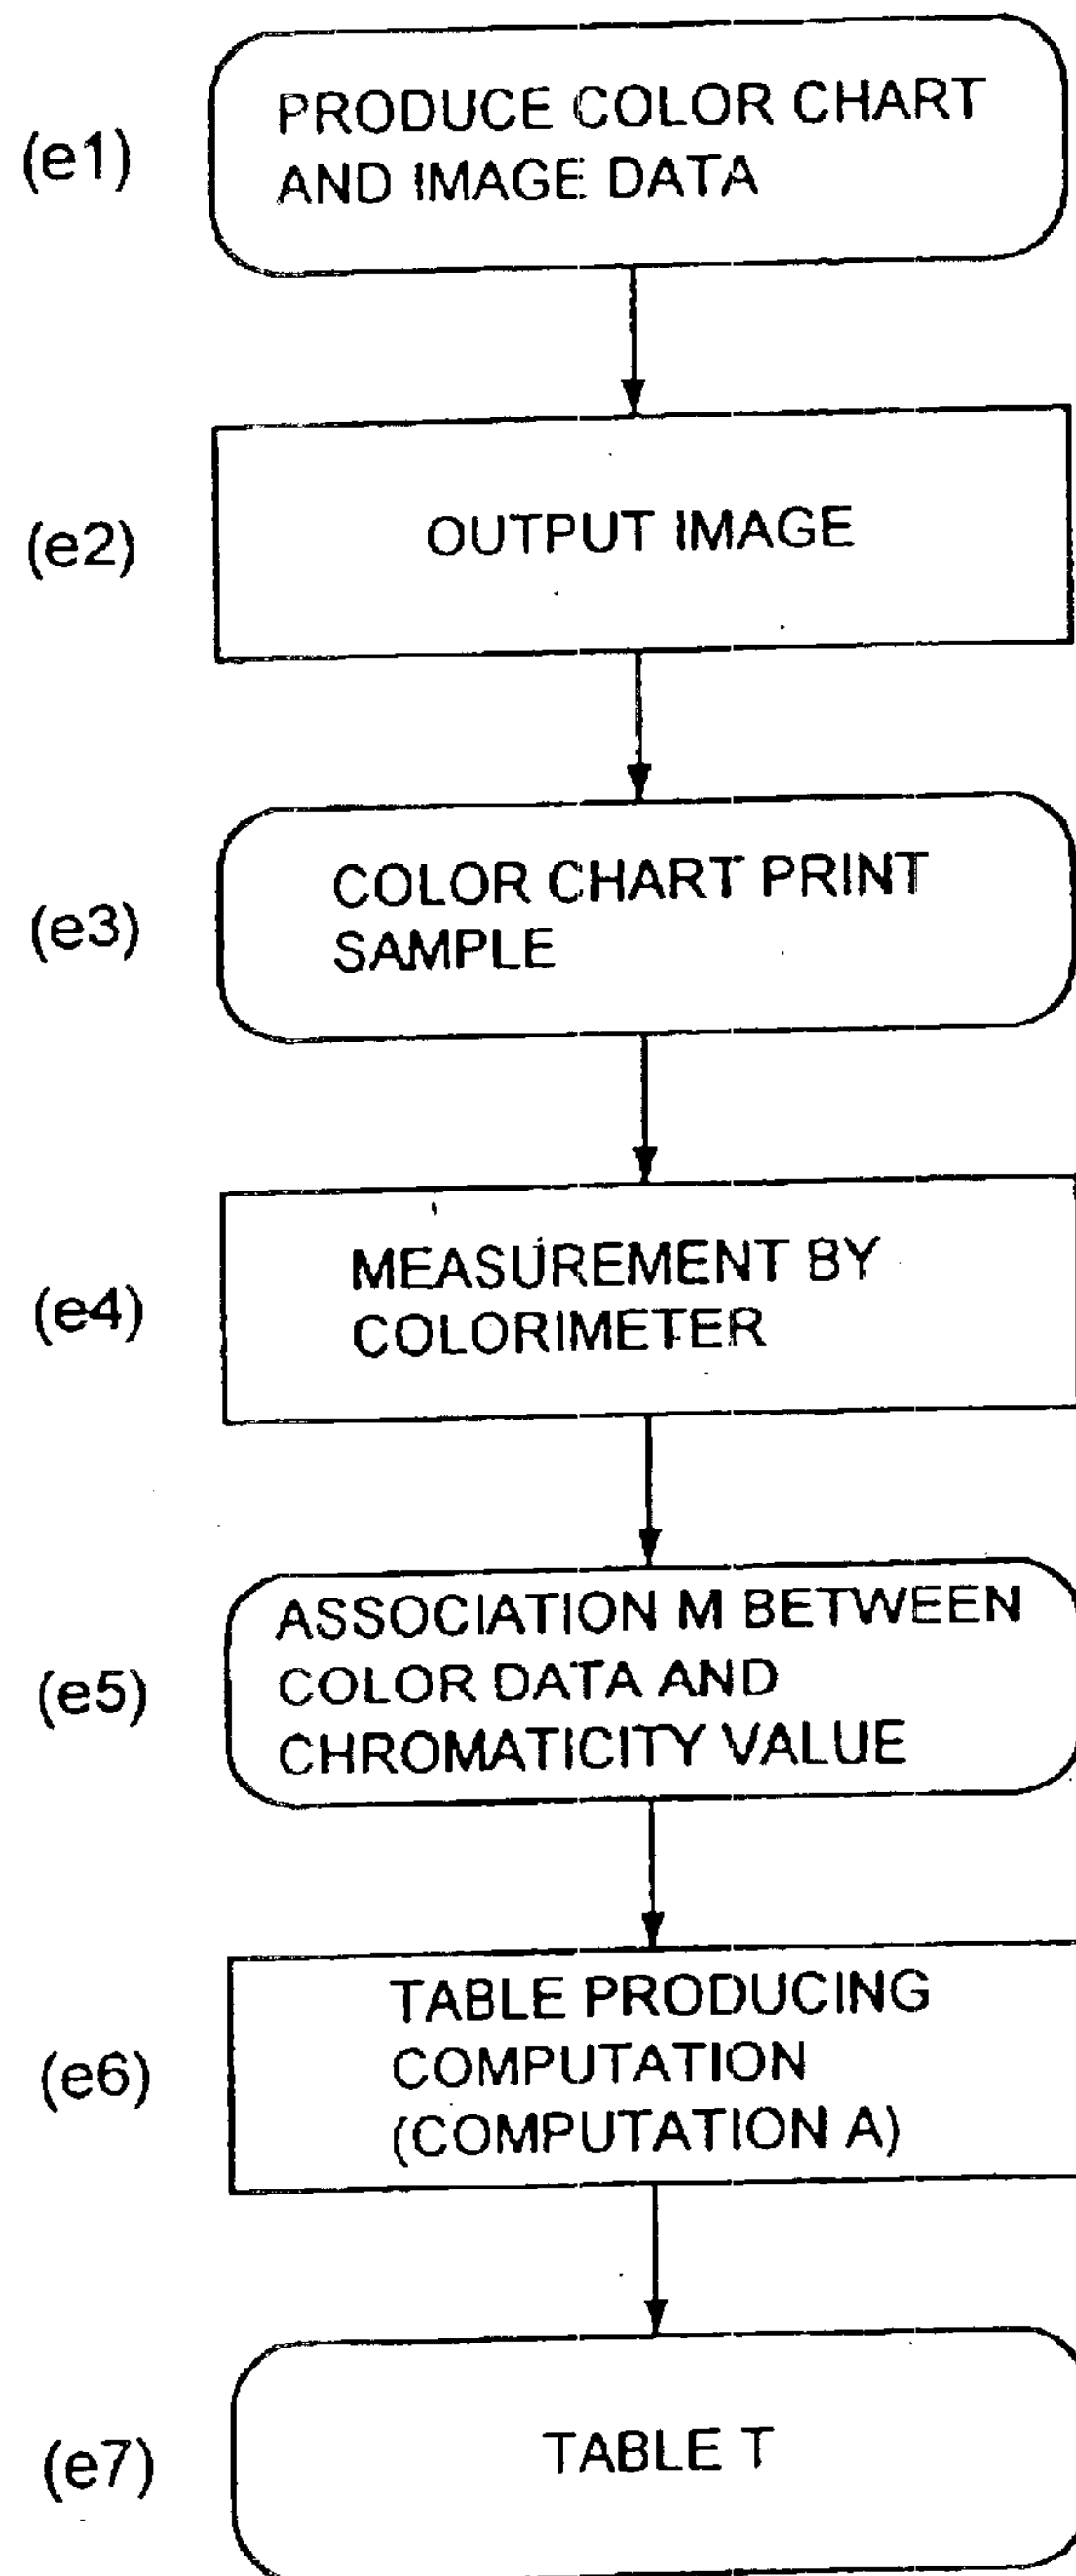 (e1)
PRODUCE COLOR CHART
AND IMAGE DATA
(e2)
OUTPUT IMAGE
(e3)
COLOR CHART PRINT
SAMPLE
(e4)
MEASUREMENT BY
COLORIMETER
(e5)
ASSOCIATION M BETWEEN
COLOR DATA AND
CHROMATICITY VALUE
(e6)
TABLE PRODUCING
COMPUTATION
(COMPUTATION A)
(e7)
TABLE T